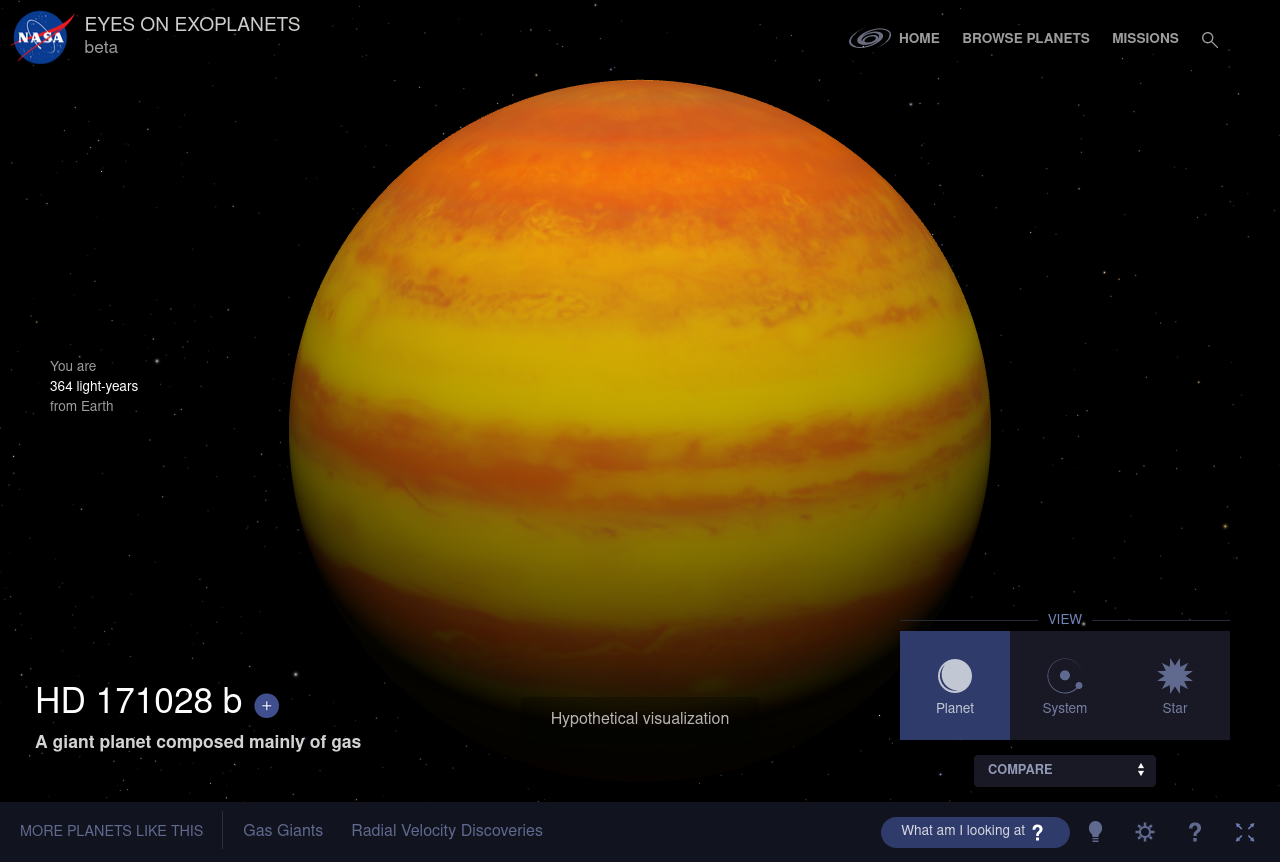 NASA
EYES ON EXOPLANETS
beta
HOME
BROWSE PLANETS
MISSIONS
You are
364 light-years
from Earth
HD 171028 b +
A giant planet composed mainly of gas
Hypothetical visualization
VIEW
Planet
System
Star
COMPARE
MORE PLANETS LIKE THIS
Gas Giants
Radial Velocity Discoveries
What am I looking at ?
?